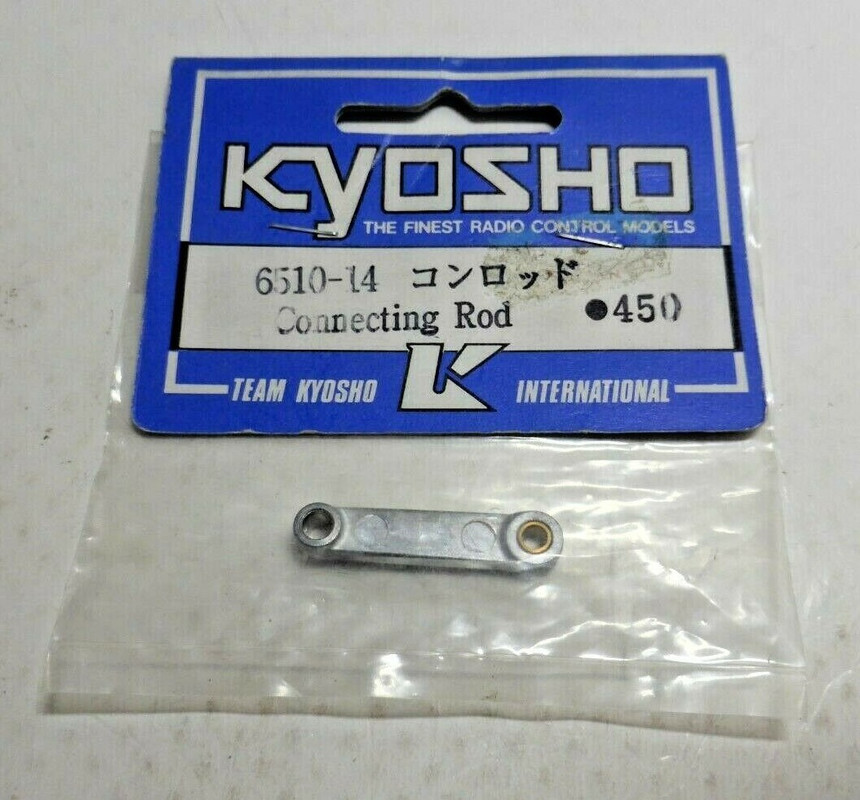 KYOSHO
THE FINEST RADIO CONTROL MODELS
6510-14 コンロッド
Connecting Rod ●450
TEAM KYOSHO K INTERNATIONAL